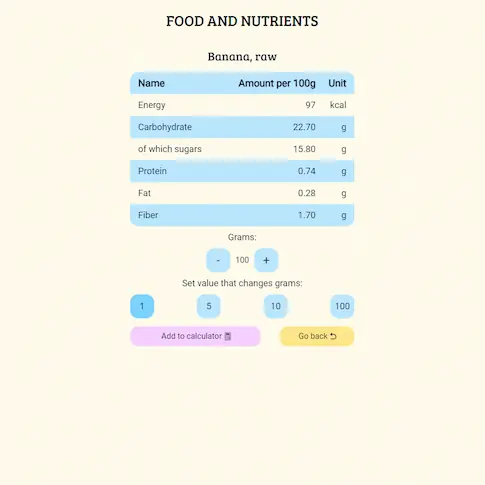 FOOD AND NUTRIENTS
Banana, raw
Name Amount per 100g Unit
Energy 97 kcal
Carbohydrate 22.70 g
of which sugars 15.80 g
Protein 0.74 g
Fat 0.28 g
Fiber 1.70 g
Grams:
- 100 +
Set value that changes grams:
1 5 10 100
Add to calculator Go back